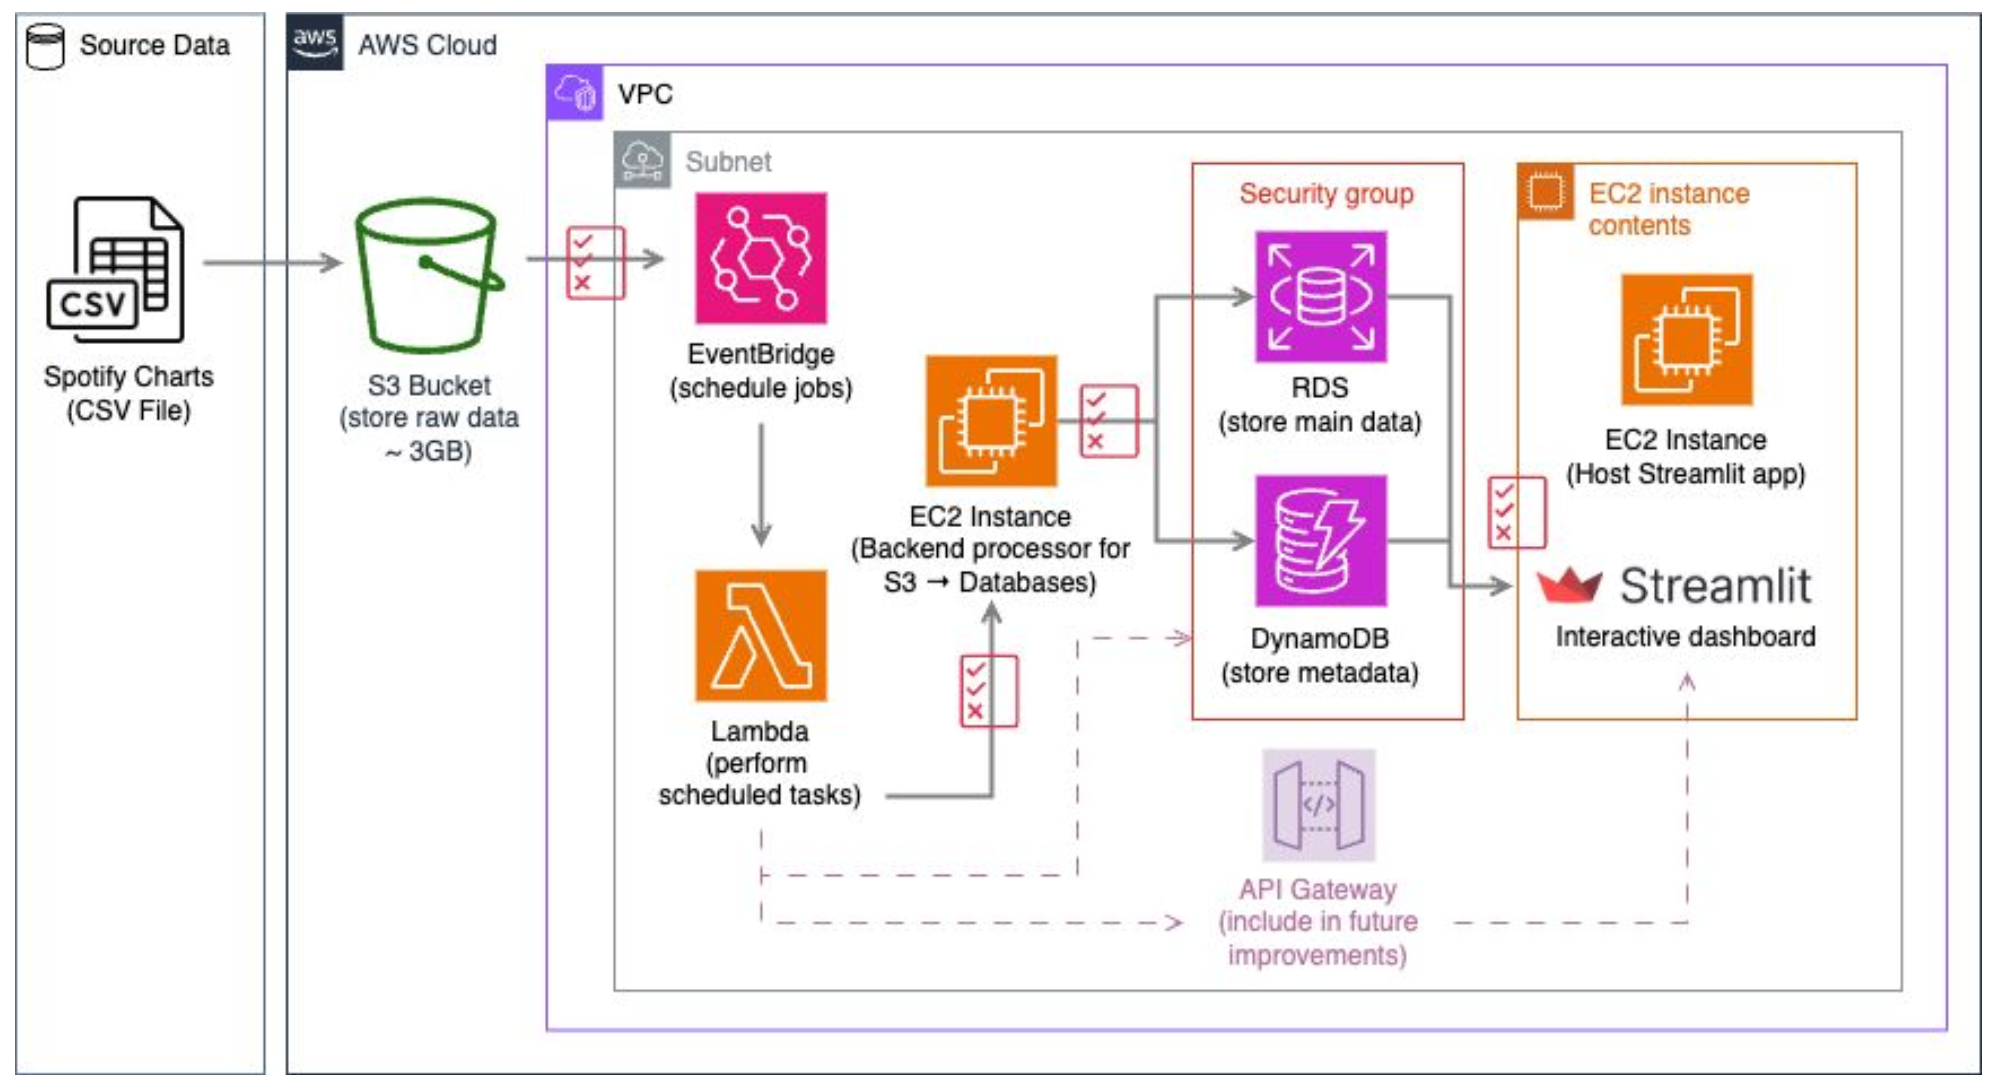 Source Data
CSV
Spotify Charts
(CSV File)
aws
AWS Cloud
S3 Bucket
(store raw data
~ 3GB)
VPC
Subnet
EventBridge
(schedule jobs)
Lambda
(perform
scheduled tasks)
EC2 Instance
(Backend processor for
S3 → Databases)
Security group
RDS
(store main data)
DynamoDB
(store metadata)
EC2 instance
contents
EC2 Instance
(Host Streamlit app)
Streamlit
Interactive dashboard
</>
API Gateway
(include in future
improvements)